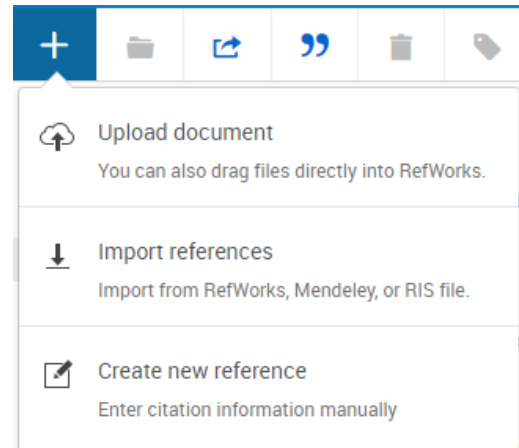 Upload document
You can also drag files directly into RefWorks.
Import references
Import from RefWorks, Mendeley, or RIS file.
Create new reference
Enter citation information manually